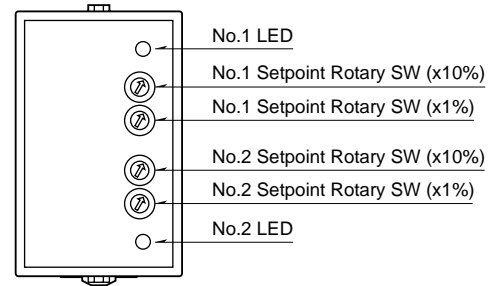 No.1 LED
No.1 Setpoint Rotary SW (x10%)
No.1 Setpoint Rotary SW (x1%)
No.2 Setpoint Rotary SW (x10%)
No.2 Setpoint Rotary SW (x1%)
No.2 LED